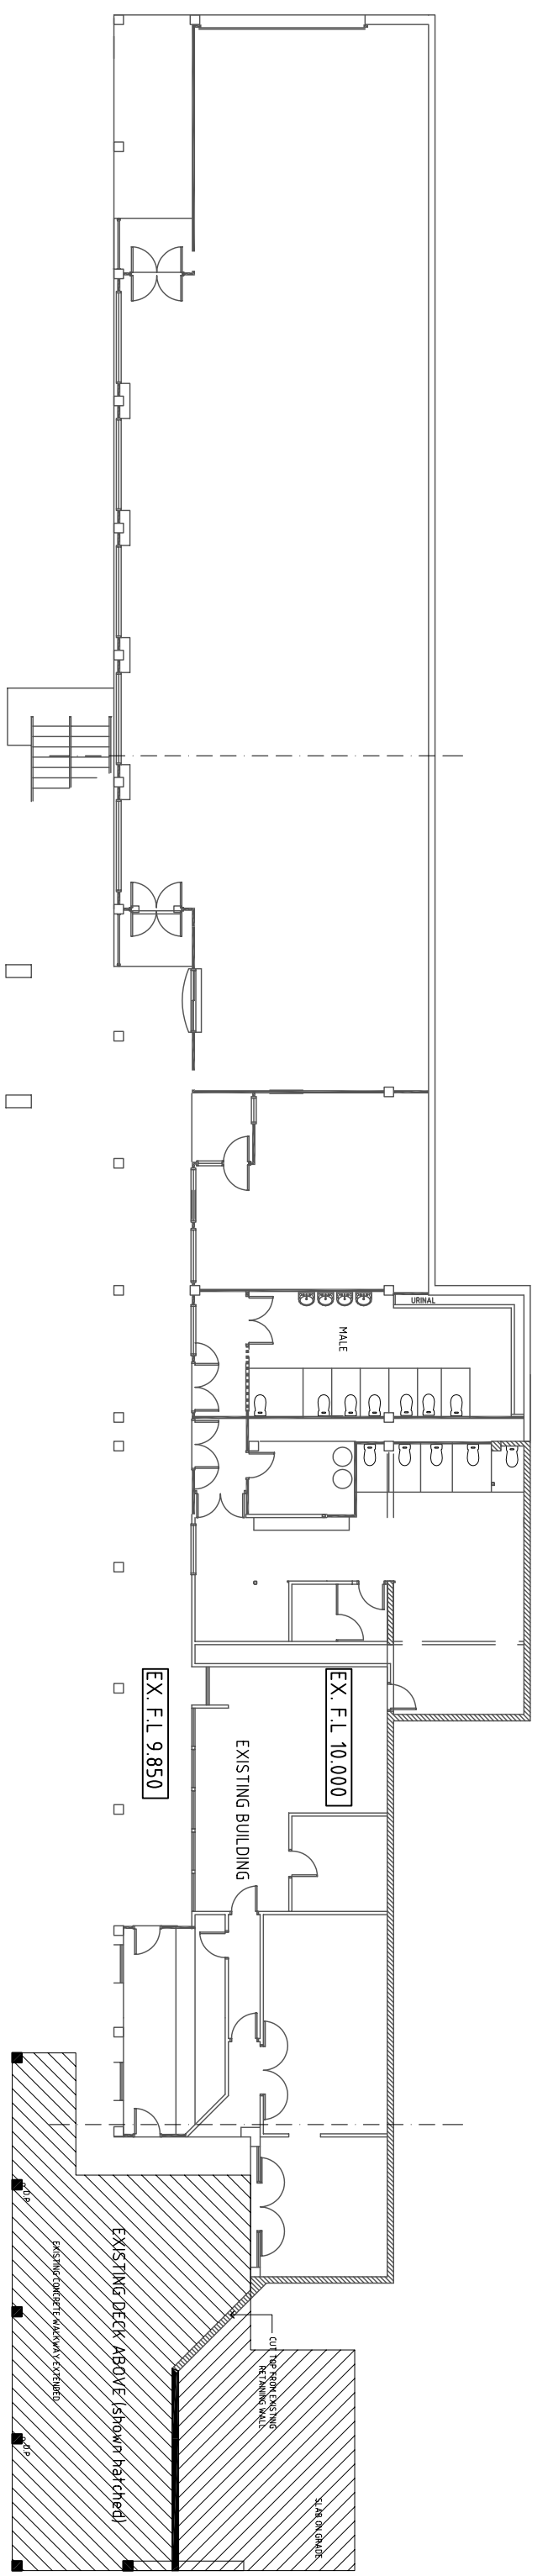 URINAL
MALE
EX. F.L 10.000
EX. F.L 9.850
EXISTING BUILDING
CUT TOP FROM EXISTING
RETAINING WALL
EXISTING DECK ABOVE (shown hatched)
EXISTING CONCRETE WALKWAY EXTENDED
SLAB ON GRADE